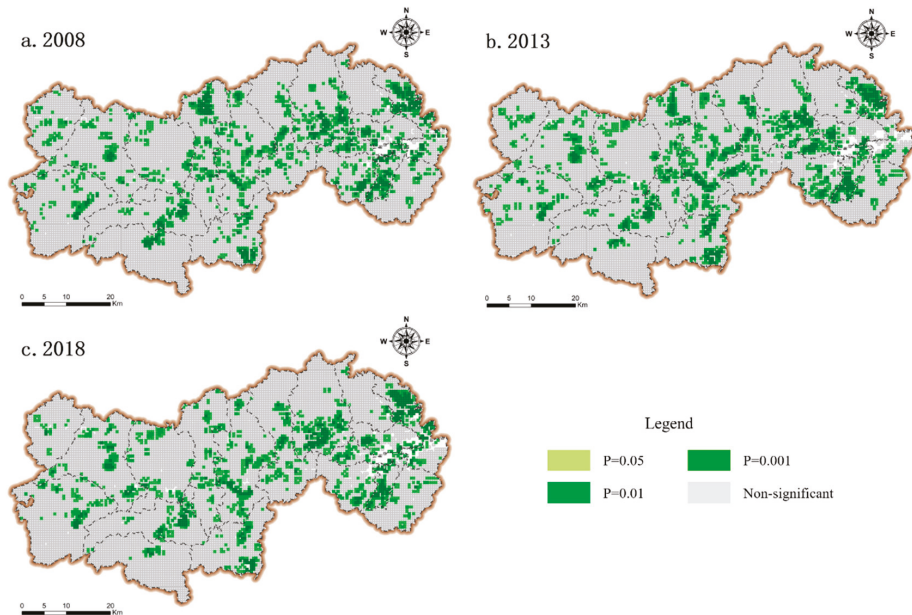 a. 2008
N
W E
S
0 5 10 20
Km
b. 2013
N
W E
S
0 5 10 20
Km
c. 2018
N
W E
S
0 5 10 20
Km
Legend
P=0.05
P=0.001
P=0.01
Non-significant